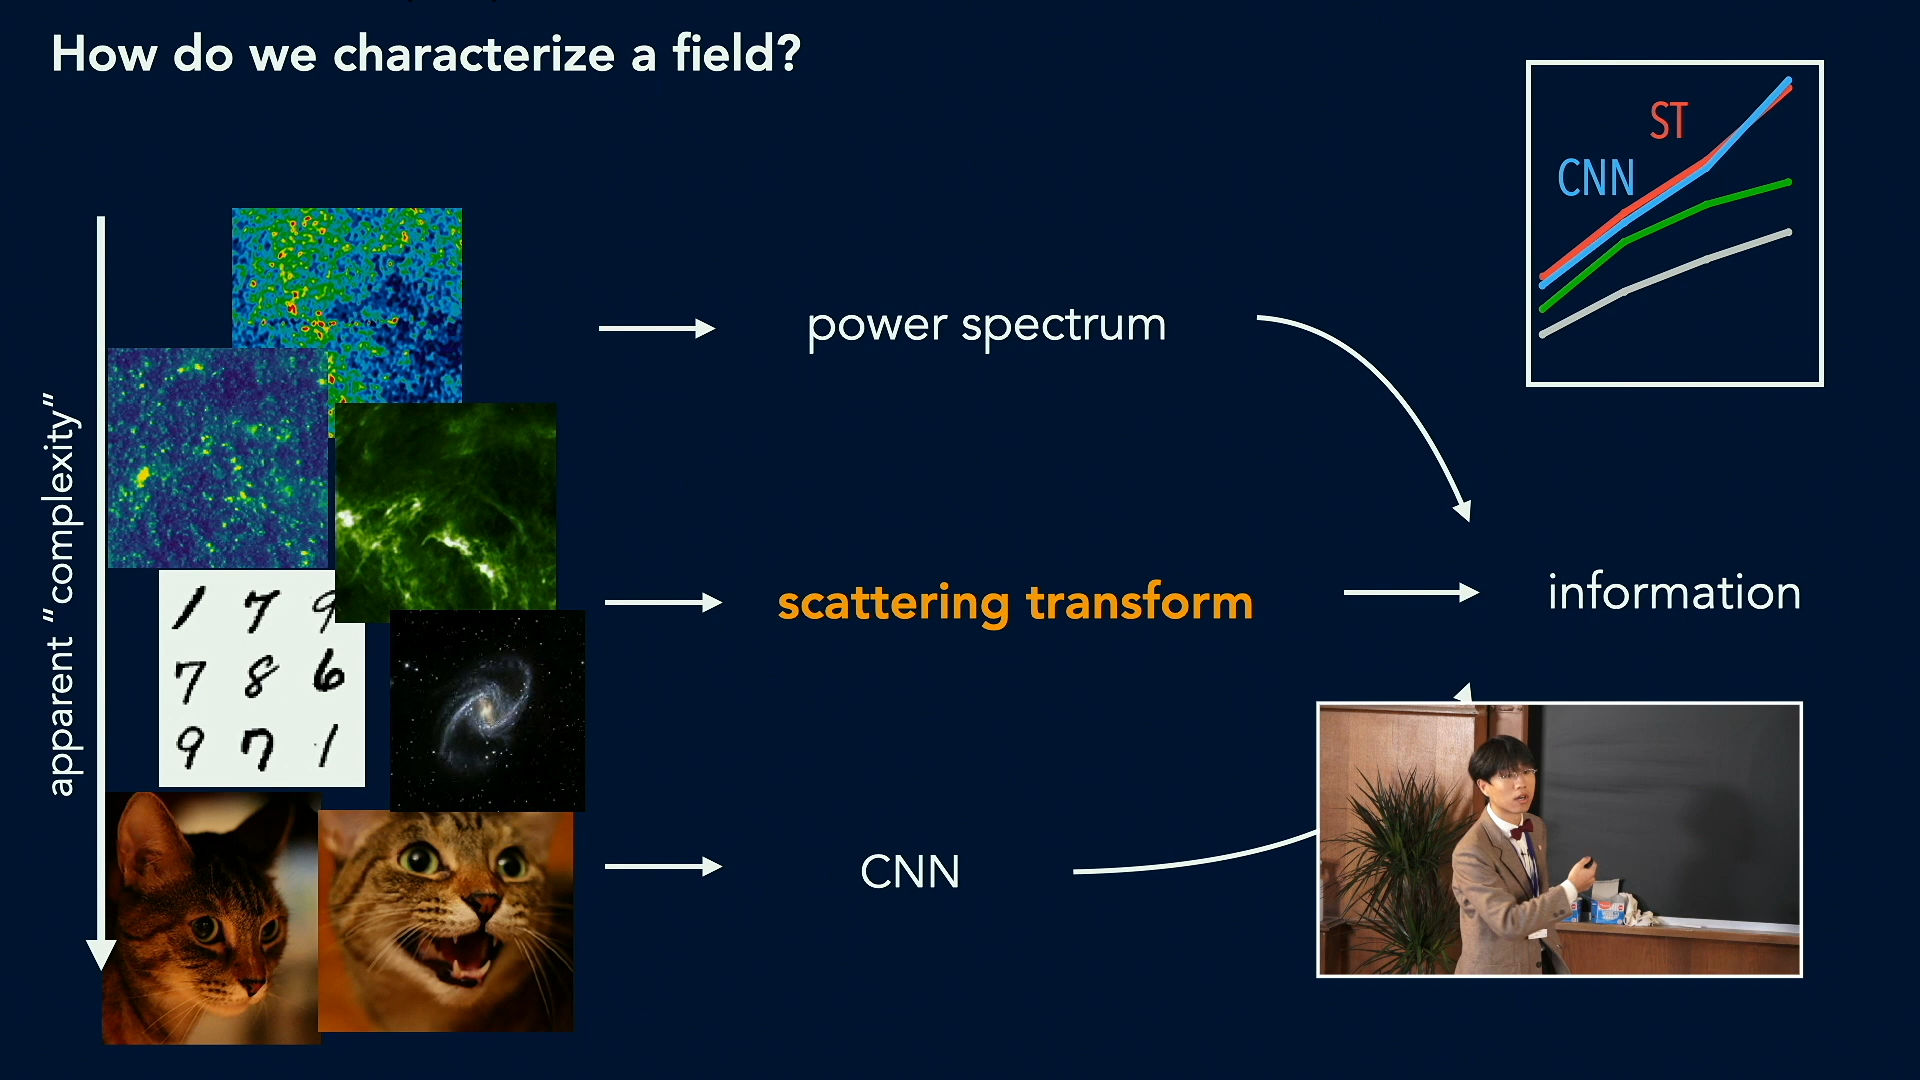 How do we characterize a field?
ST
CNN
power spectrum
apparent “complexity”
scattering transform
information
1 7 9
7 8 6
9 7 1
CNN